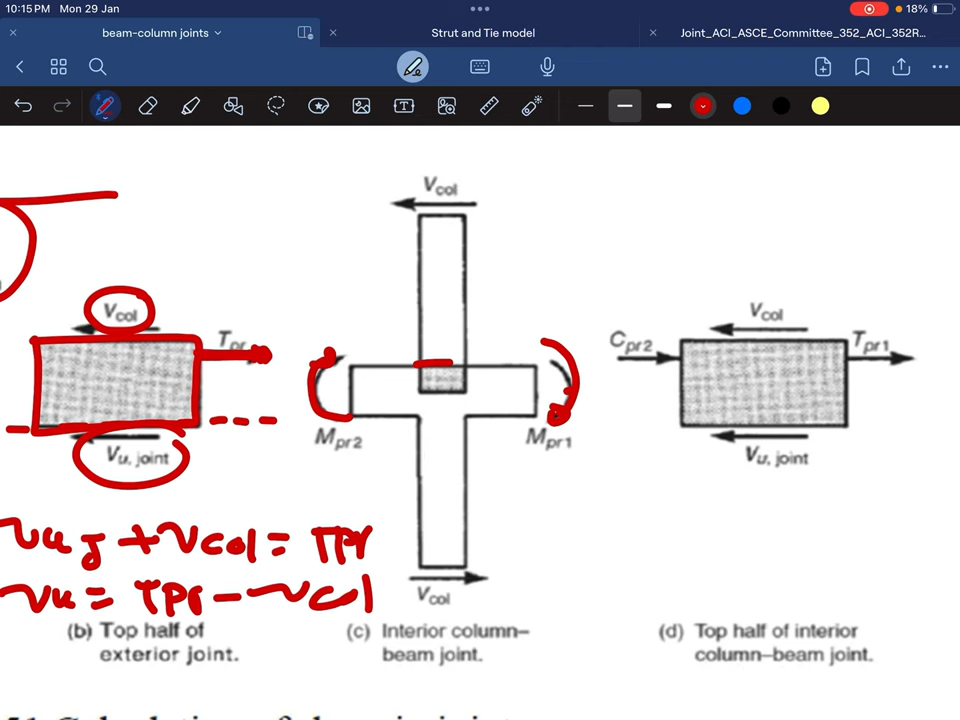 10:15 PM Mon 29 Jan
18%
beam-column joints
Strut and Tie model
Joint_ACI_ASCE_Committee_352_ACI_352R...
T
Vcol
Vcol
Vcol
Tpr
Cpr2
Tpr1
Mpr2
Mpr1
Vu, joint
Vu, joint
Vu j + Vcol = Tpr
Vu = Tpr - Vcol
Vcol
(b) Top half of
exterior joint.
(c) Interior column–
beam joint.
(d) Top half of interior
column–beam joint.